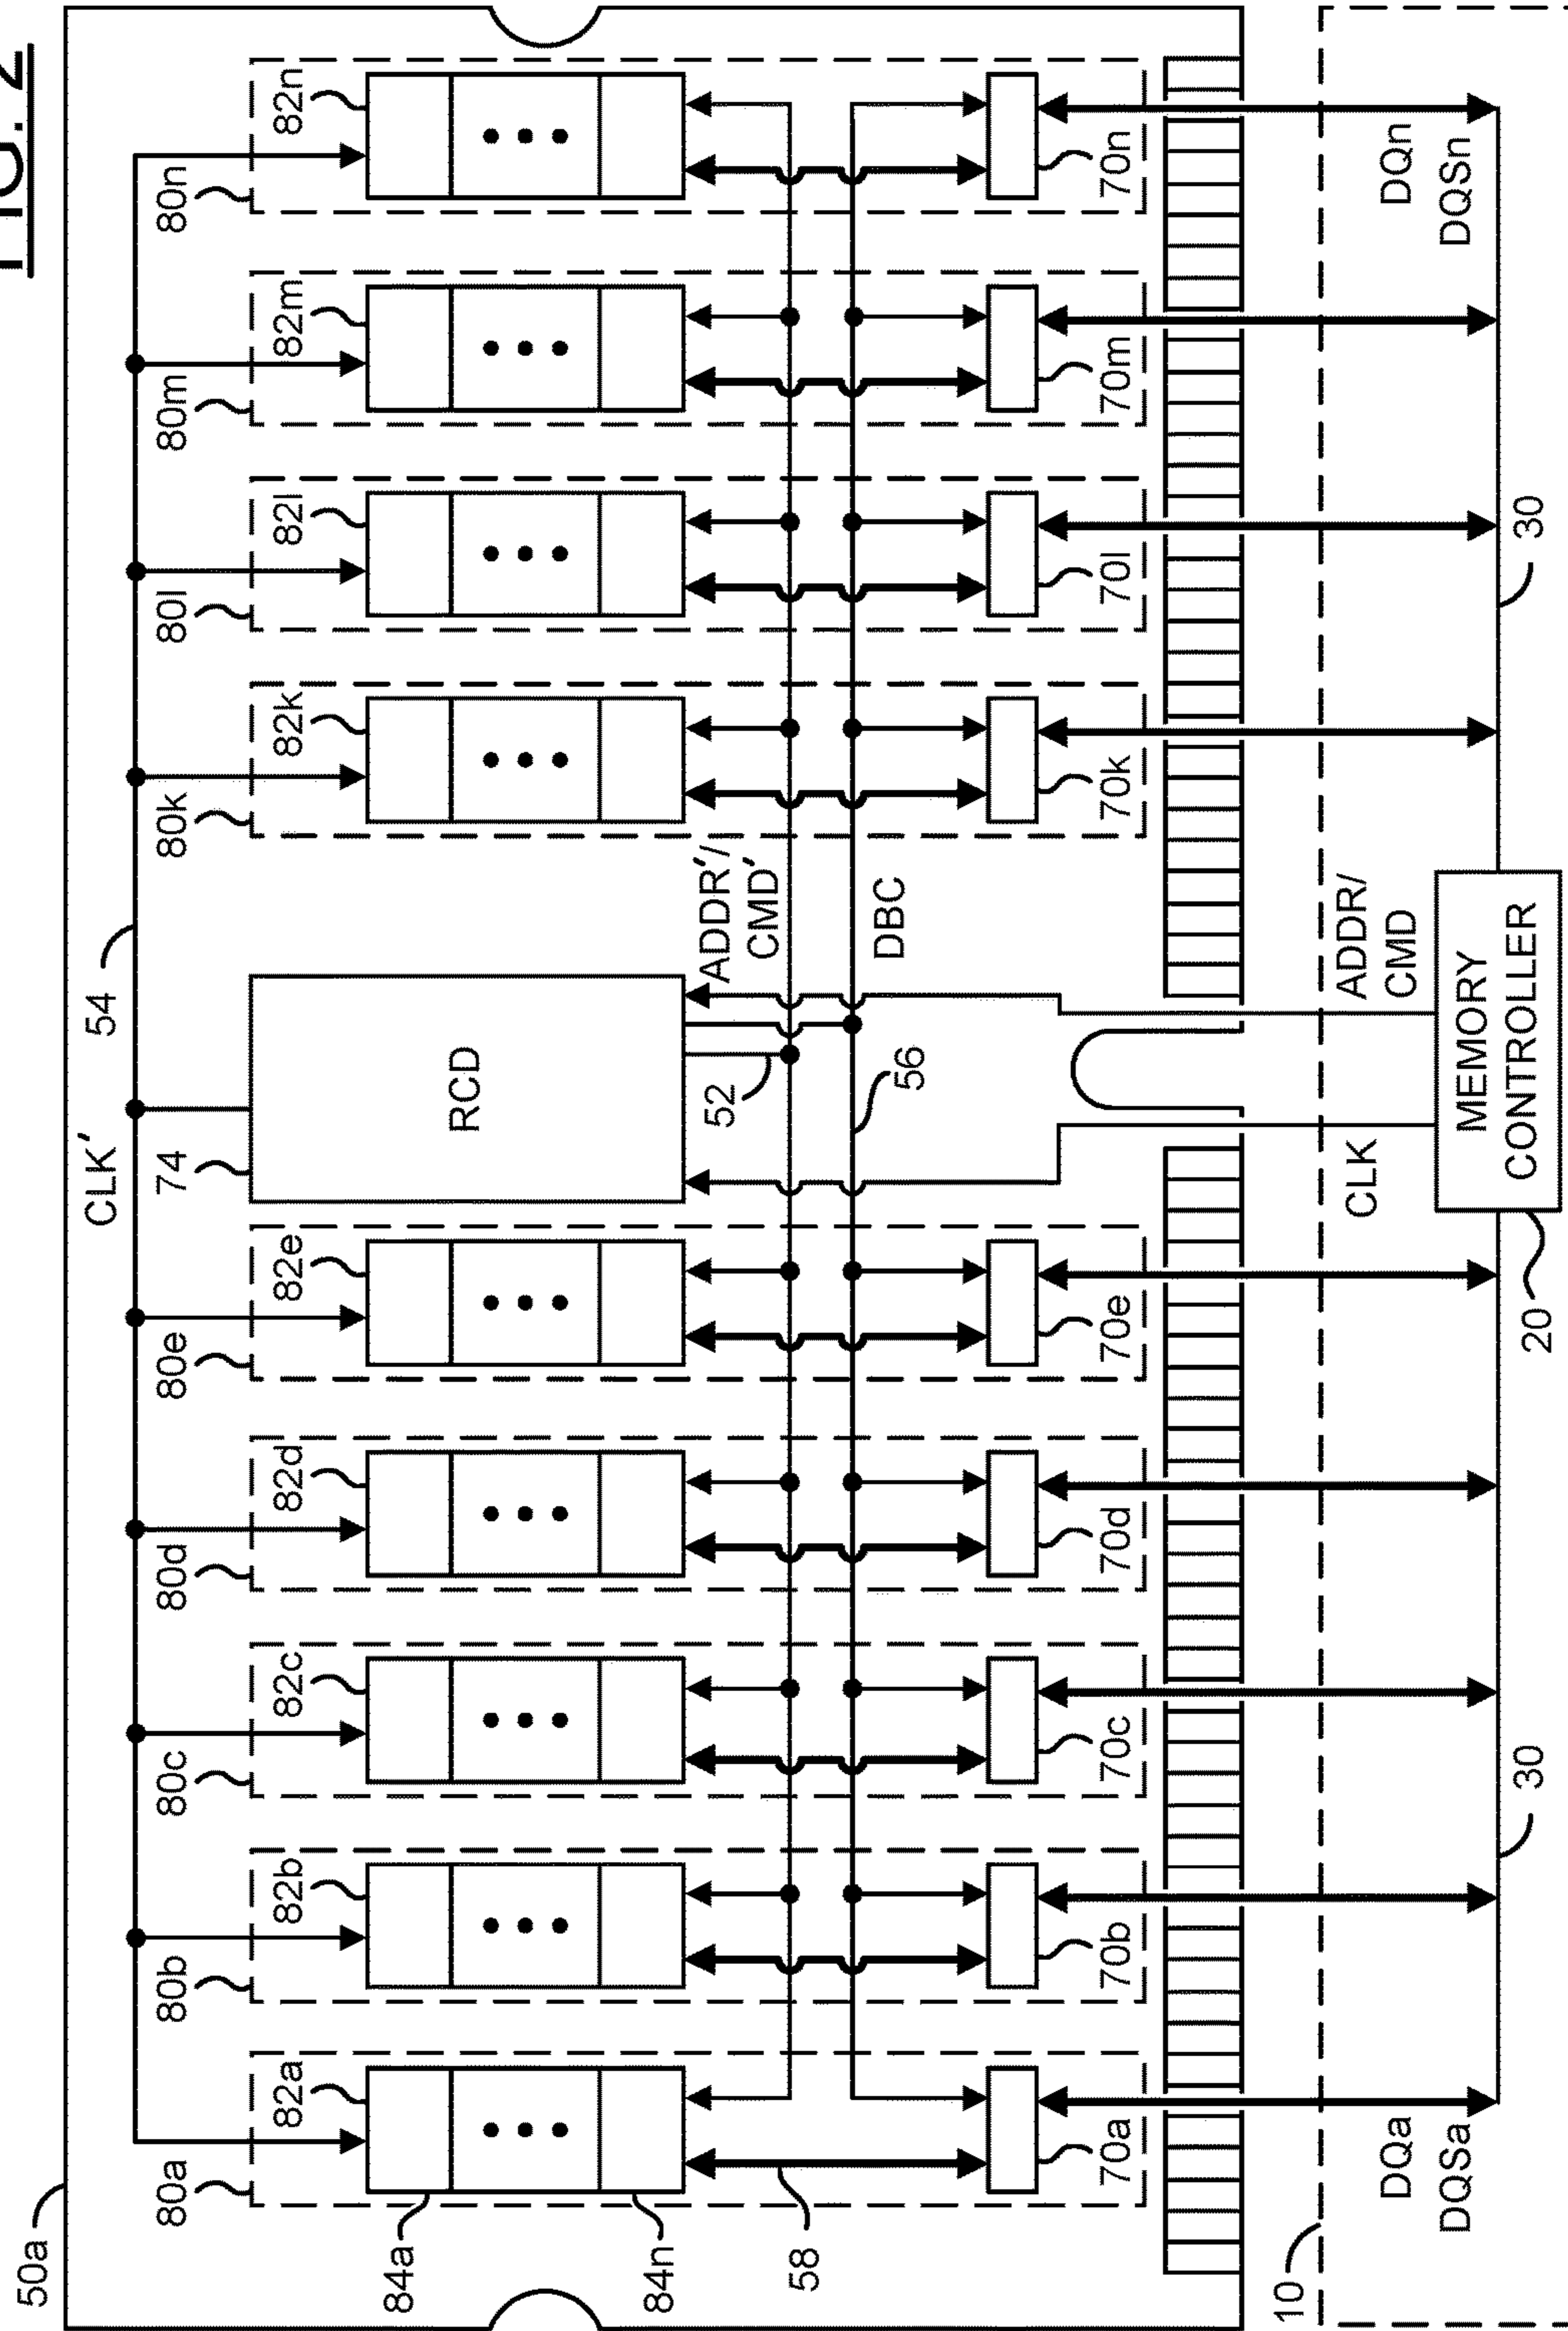 FIG. 2
50a
CLK' 54
80a 80b 80c 80d 80e 74 80k 80l 80m 80n
82a 82b 82c 82d 82e 82k 82l 82m 82n
84a
RCD
84n
52 ADDR'/
CMD'
58
56 DBC
70a 70b 70c 70d 70e 70k 70l 70m 70n
10
CLK ADDR/
CMD
DQa DQn
DQSa DQSn
MEMORY
CONTROLLER
30 20 30